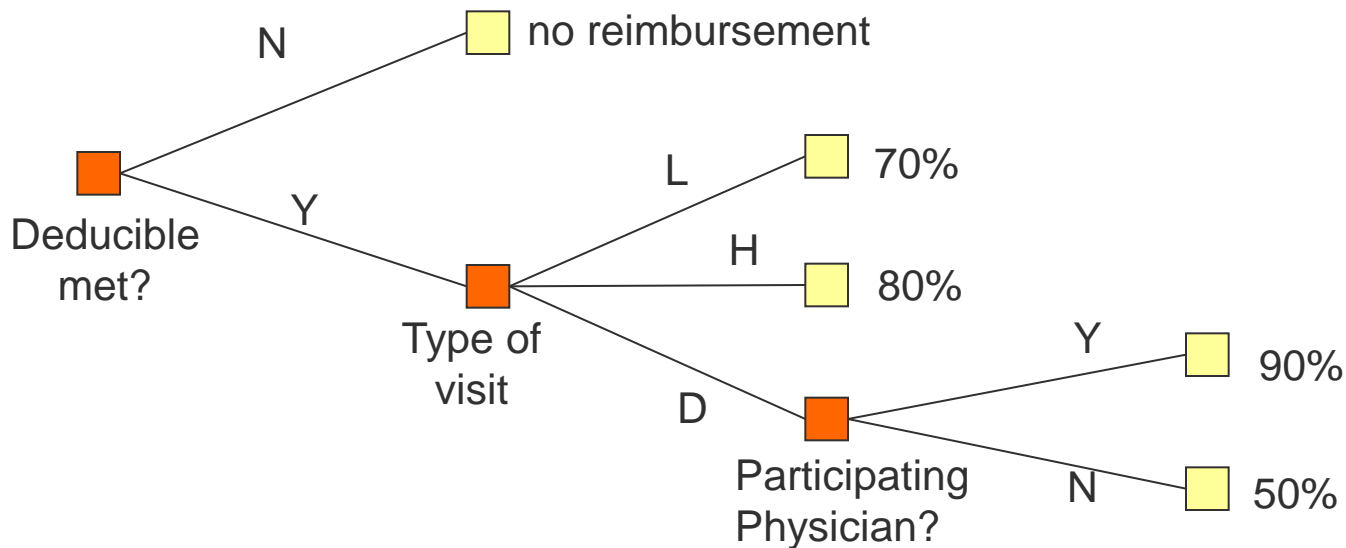 N
no reimbursement
Y
Deducible
met?
L
70%
H
80%
Type of
visit
D
Y
90%
Participating
Physician?
N
50%